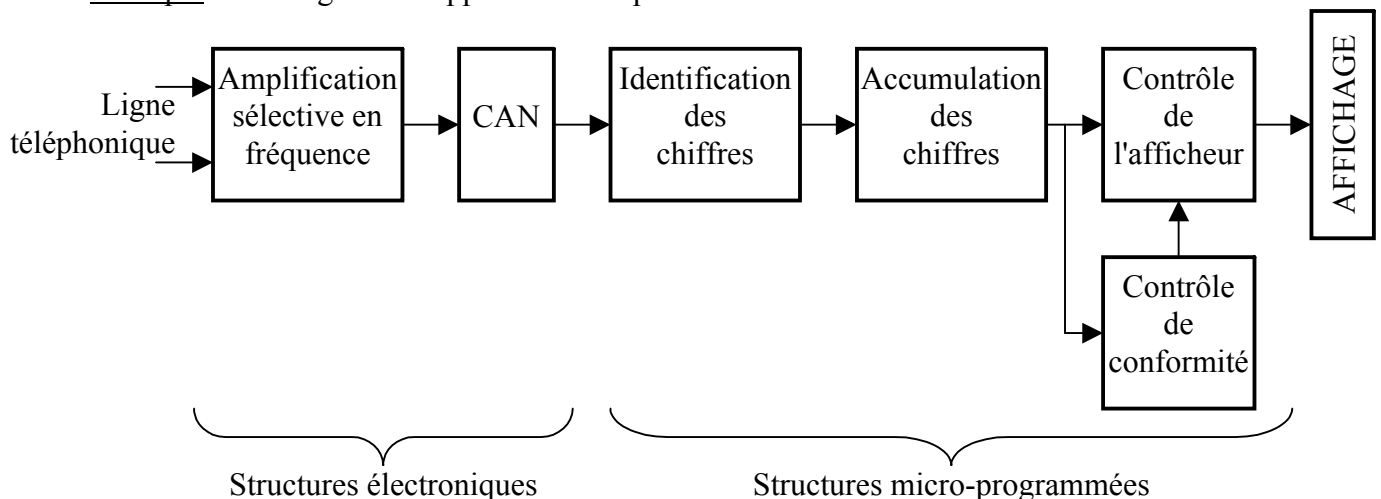 Ligne
téléphonique
Amplification
sélective en
fréquence
CAN
Identification
des
chiffres
Accumulation
des
chiffres
Contrôle
de
l'afficheur
AFFICHAGE
Contrôle
de
conformité
Structures électroniques
Structures micro-programmées